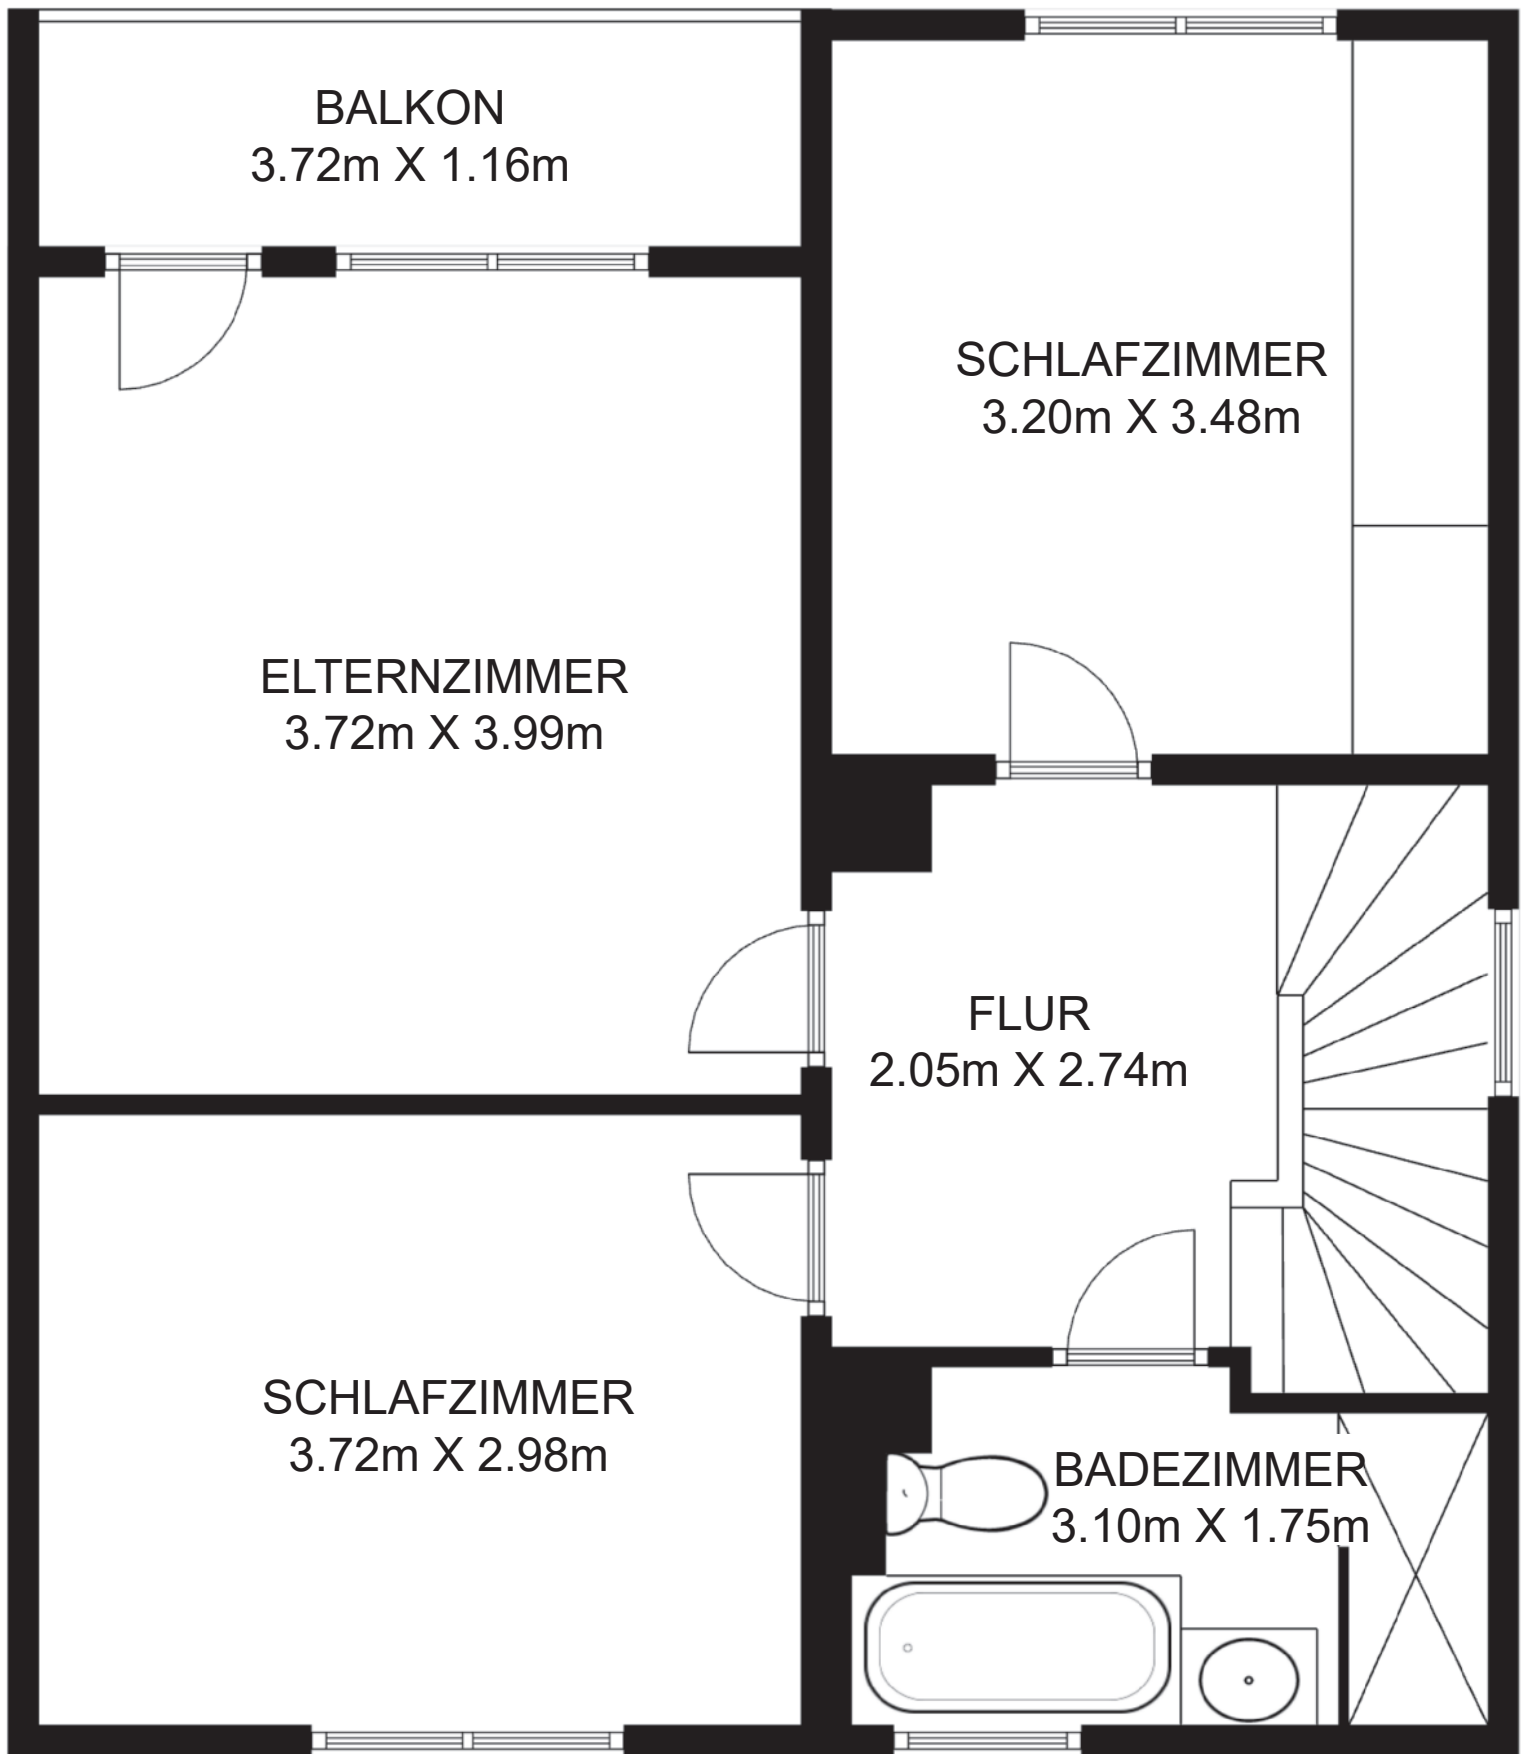 BALKON
3.72m X 1.16m
SCHLAFZIMMER
3.20m X 3.48m
ELTERNZIMMER
3.72m X 3.99m
FLUR
2.05m X 2.74m
SCHLAFZIMMER
3.72m X 2.98m
BADEZIMMER
3.10m X 1.75m